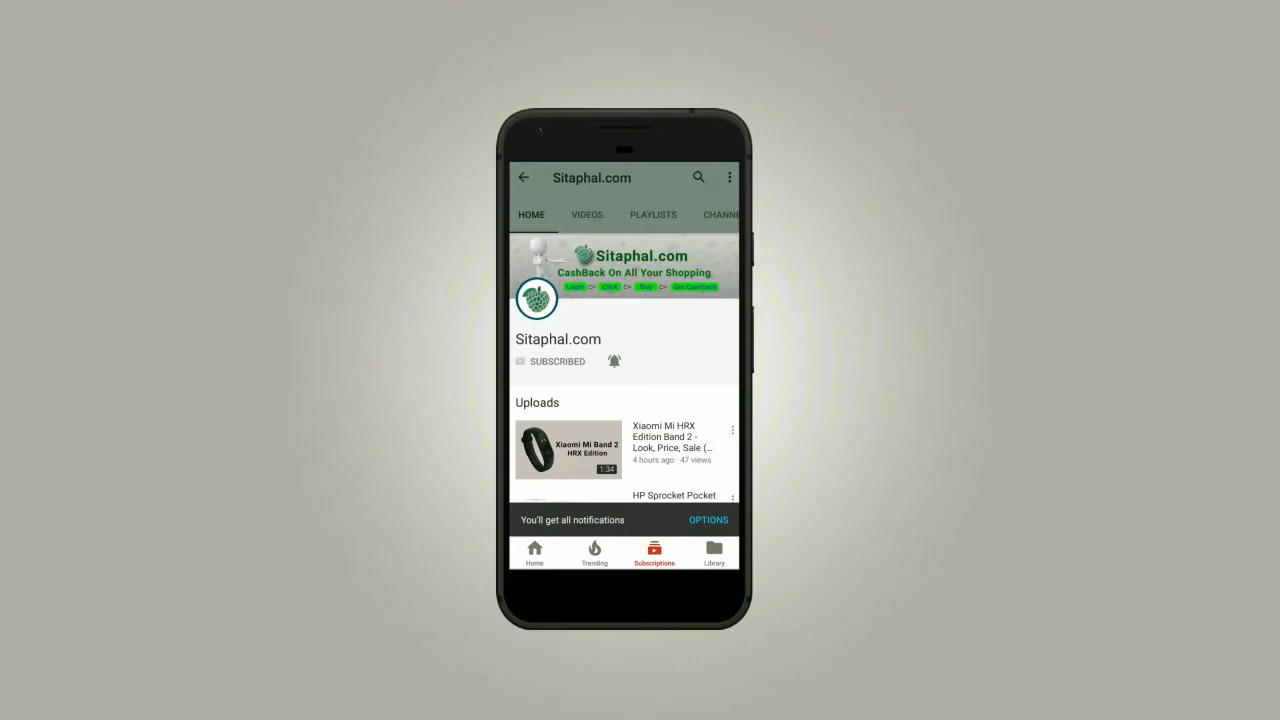 Sitaphal.com
HOME VIDEOS PLAYLISTS CHANNE
Sitaphal.com
CashBack On All Your Shopping
Login Click Buy Get Cashback
Sitaphal.com
SUBSCRIBED
Uploads
Xiaomi Mi Band 2
HRX Edition
1:34
Xiaomi Mi HRX
Edition Band 2 -
Look, Price, Sale (...
4 hours ago · 47 views
HP Sprocket Pocket
You'll get all notifications OPTIONS
Home Trending Subscriptions Library